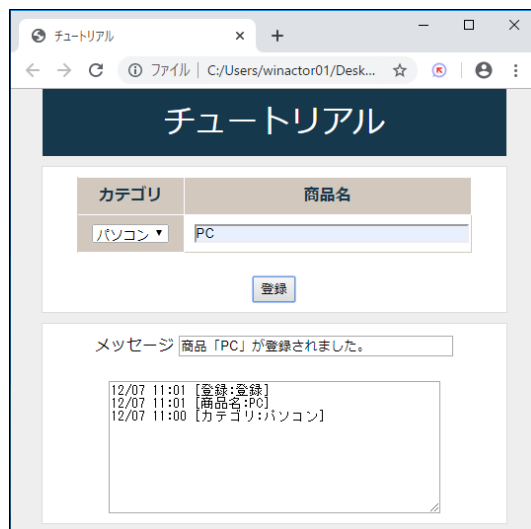 チュートリアル
ファイル | C:/Users/winactor01/Desk...
チュートリアル
カテゴリ 商品名
パソコン PC
登録
メッセージ 商品「PC」が登録されました。
12/07 11:01 [登録:登録]
12/07 11:01 [商品名:PC]
12/07 11:00 [カテゴリ:パソコン]